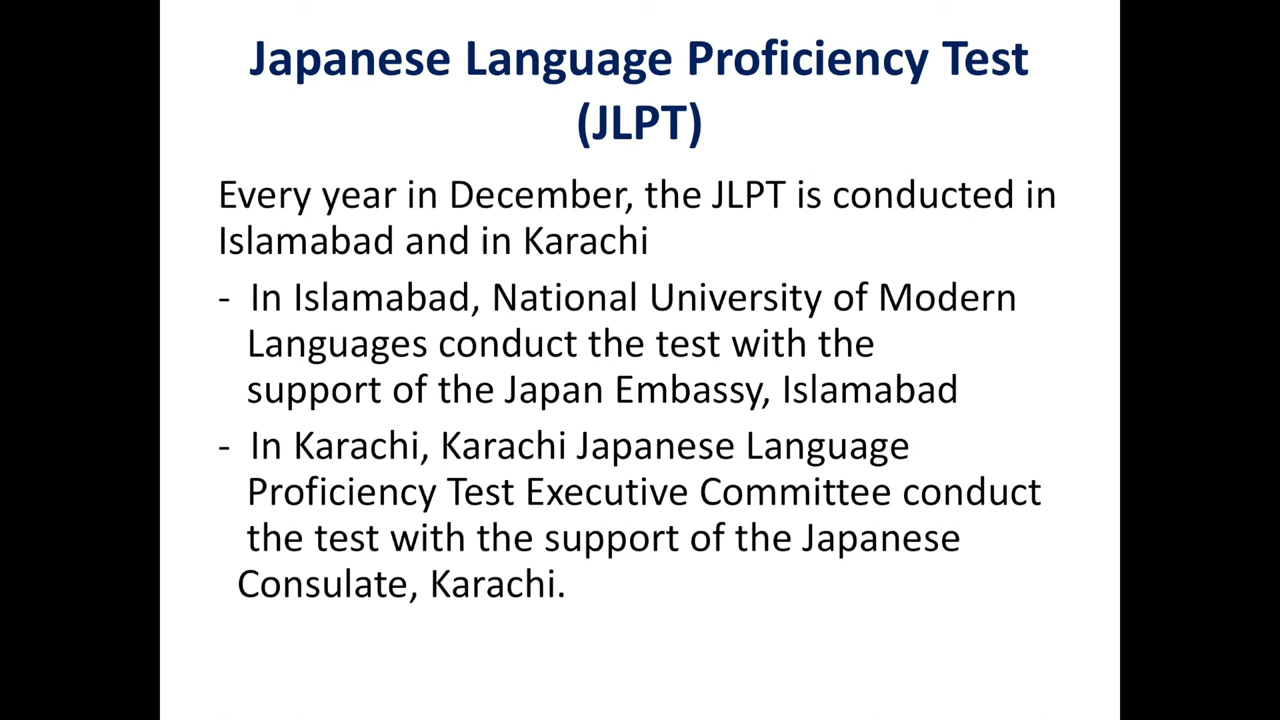 Japanese Language Proficiency Test
(JLPT)
Every year in December, the JLPT is conducted in
Islamabad and in Karachi
- In Islamabad, National University of Modern
Languages conduct the test with the
support of the Japan Embassy, Islamabad
- In Karachi, Karachi Japanese Language
Proficiency Test Executive Committee conduct
the test with the support of the Japanese
Consulate, Karachi.